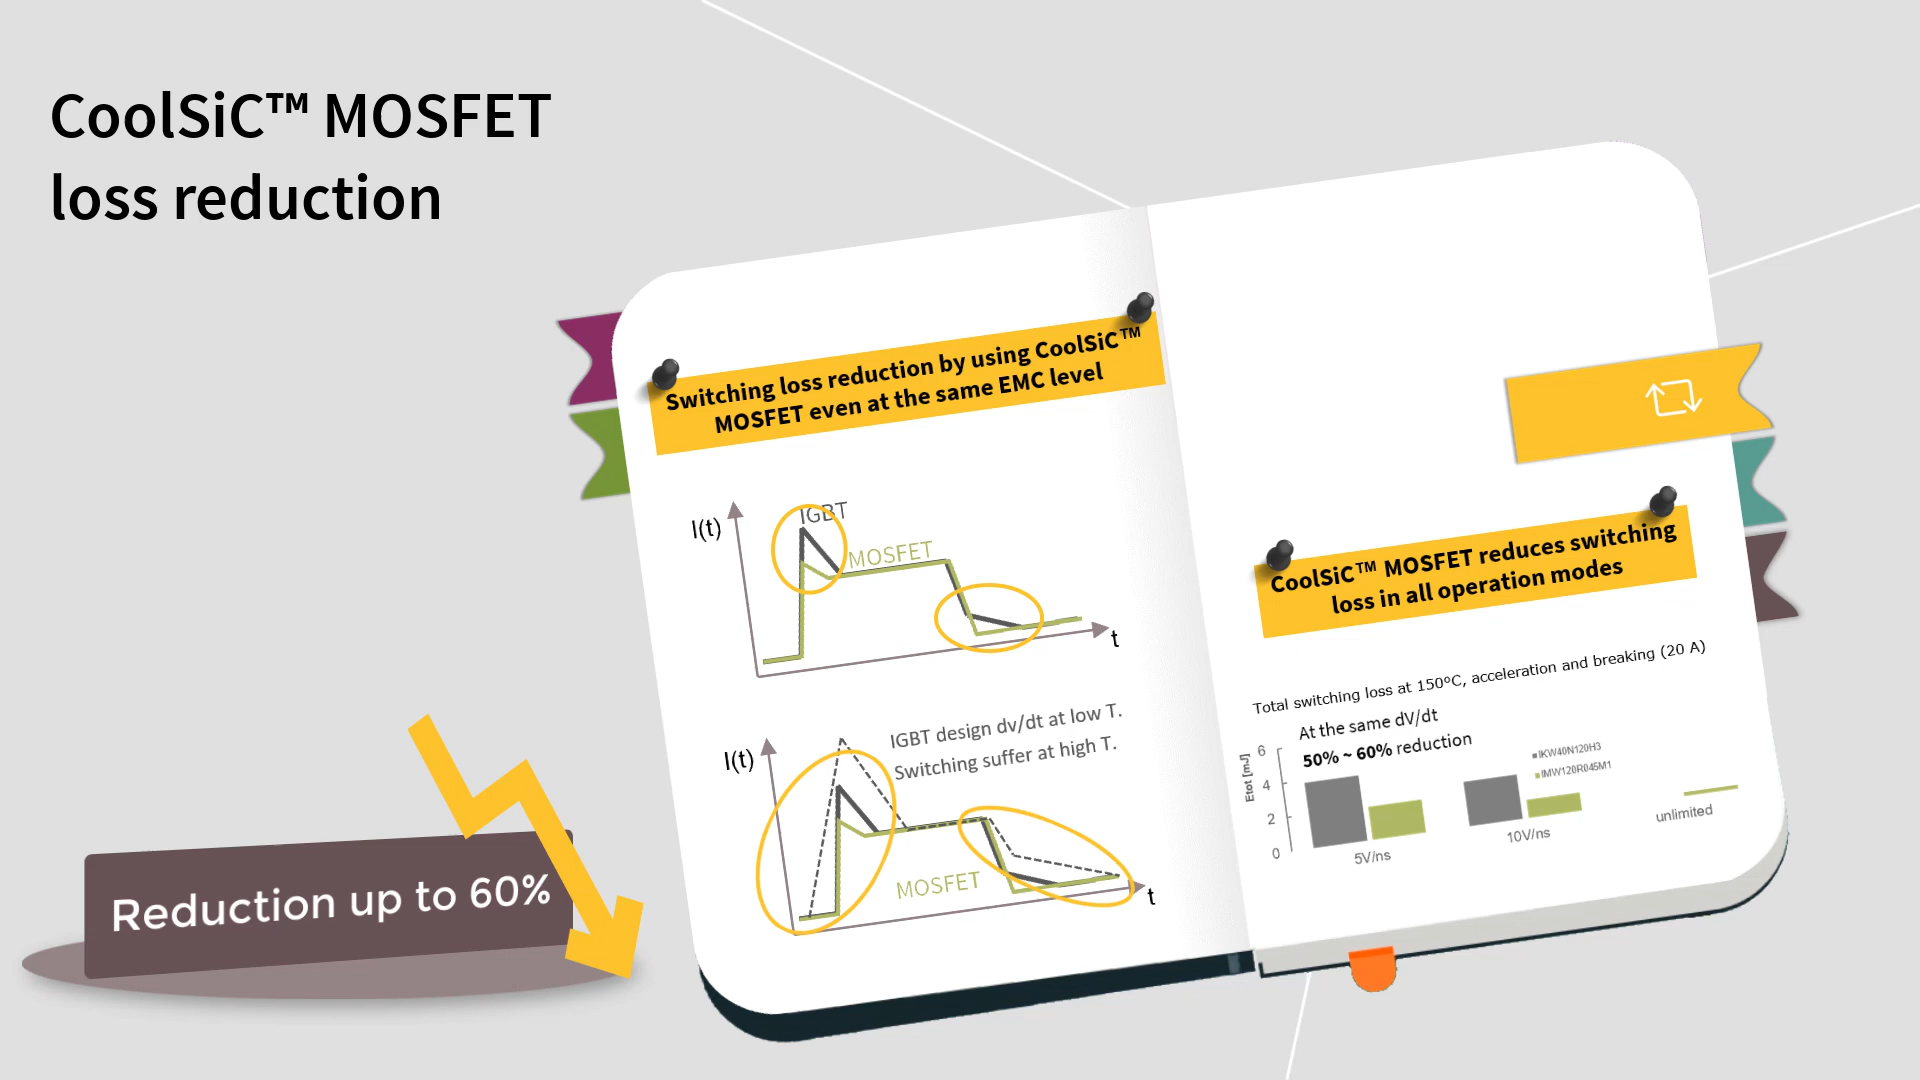 CoolSiC™ MOSFET
loss reduction
Switching loss reduction by using CoolSiC™
MOSFET even at the same EMC level
I(t)
IGBT
MOSFET
t
I(t)
IGBT design dv/dt at low T.
Switching suffer at high T.
MOSFET
t
CoolSiC™ MOSFET reduces switching
loss in all operation modes
Total switching loss at 150°C, acceleration and breaking (20 A)
At the same dV/dt
50% ~ 60% reduction
Etot [mJ]
6
4
2
0
IKW40N120H3
IMW120R045M1
5V/ns
10V/ns
unlimited
Reduction up to 60%